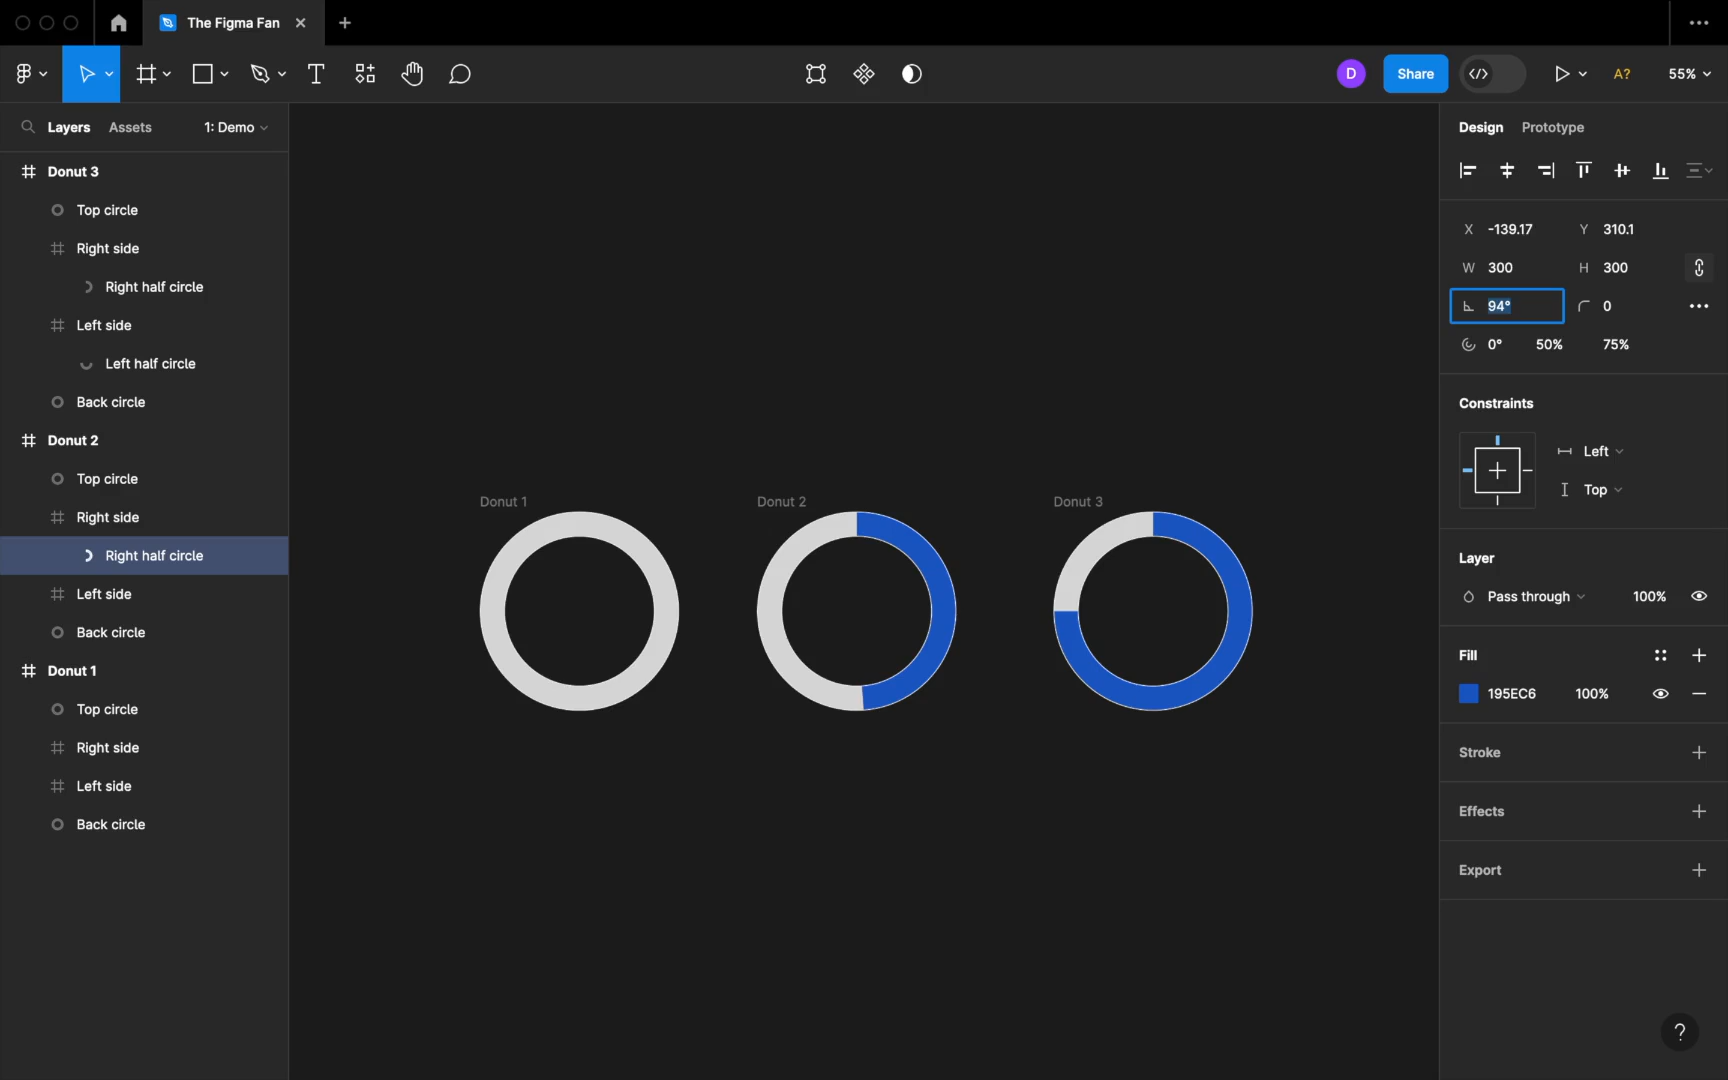 The Figma Fan
D
Share
A?
55%
Layers
Assets
1: Demo
Donut 3
Top circle
Right side
Right half circle
Left side
Left half circle
Back circle
Donut 2
Top circle
Right side
Right half circle
Left side
Back circle
Donut 1
Top circle
Right side
Left side
Back circle
Donut 1
Donut 2
Donut 3
Design
Prototype
X -139.17 Y 310.1
W 300 H 300
94° 0
0° 50% 75%
Constraints
Left
Top
Layer
Pass through 100%
Fill
195EC6 100%
Stroke
Effects
Export
?